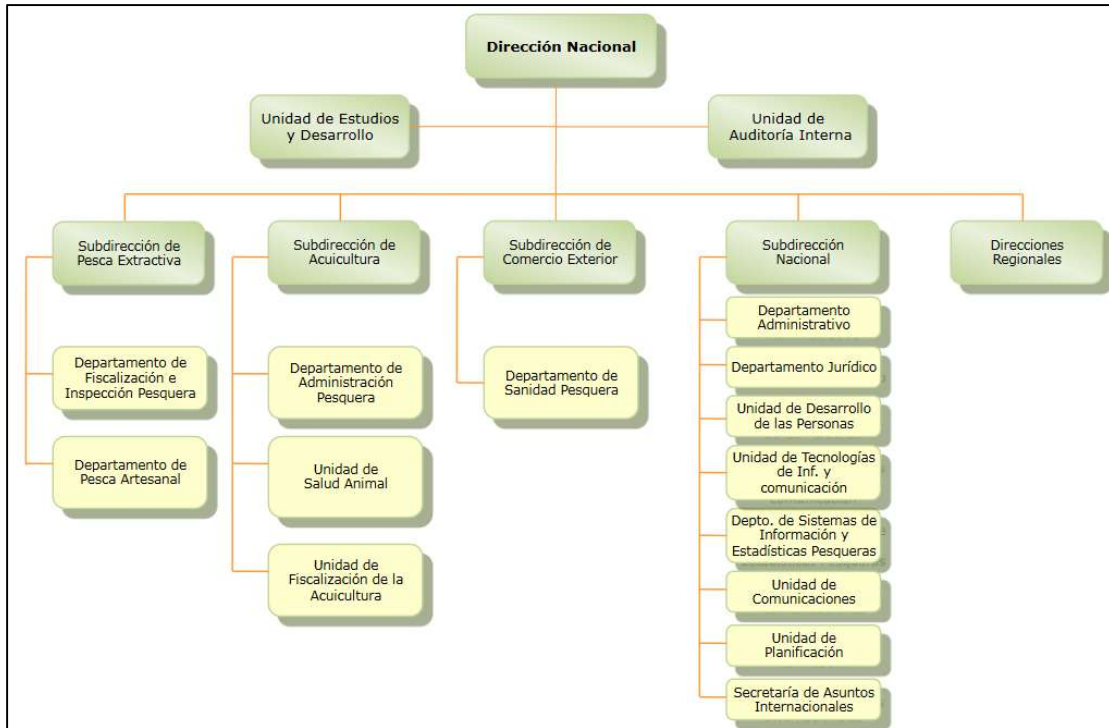 Dirección Nacional
Unidad de Estudios
y Desarrollo
Unidad de
Auditoría Interna
Subdirección de
Pesca Extractiva
Subdirección de
Acuicultura
Subdirección de
Comercio Exterior
Subdirección
Nacional
Direcciones
Regionales
Departamento de
Fiscalización e
Inspección Pesquera
Departamento de
Pesca Artesanal
Departamento de
Administración
Pesquera
Unidad de
Salud Animal
Unidad de
Fiscalización de la
Acuicultura
Departamento de
Sanidad Pesquera
Departamento
Administrativo
Departamento Jurídico
Unidad de Desarrollo
de las Personas
Unidad de Tecnologías
de Inf. y
comunicación
Depto. de Sistemas de
Información y
Estadísticas Pesqueras
Unidad de
Comunicaciones
Unidad de
Planificación
Secretaría de Asuntos
Internacionales